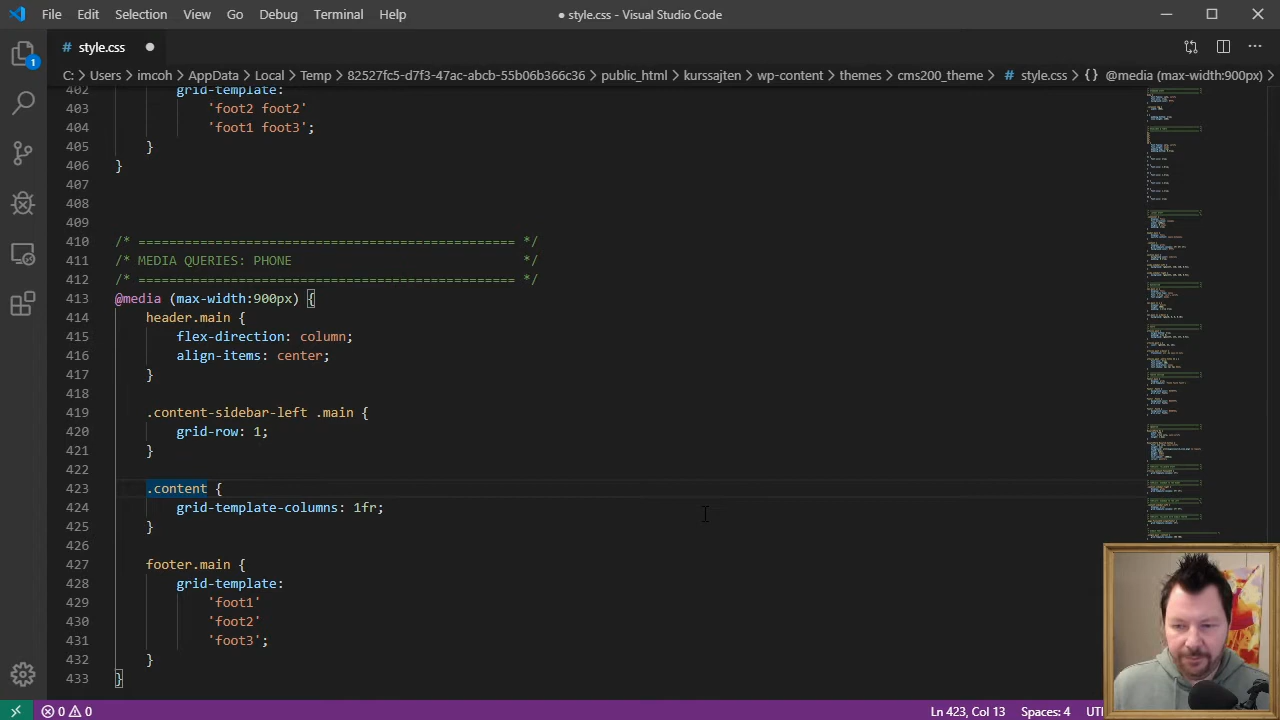 File Edit Selection View Go Debug Terminal Help ● style.css - Visual Studio Code
# style.css ●
C: > Users > imcoh > AppData > Local > Temp > 82527fc5-d7f3-47ac-abcb-55b06b366c36 > public_html > kurssajten > wp-content > themes > cms200_theme > # style.css > {} @media (max-width:900px) >
1
402 grid-template:
403 'foot2 foot2'
404 'foot1 foot3';
405 }
406 }
407
408
409
410 /* ================================================= */
411 /* MEDIA QUERIES: PHONE */
412 /* ================================================= */
413 @media (max-width:900px) {
414 header.main {
415 flex-direction: column;
416 align-items: center;
417 }
418
419 .content-sidebar-left .main {
420 grid-row: 1;
421 }
422
423 .content {
424 grid-template-columns: 1fr;
425 }
426
427 footer.main {
428 grid-template:
429 'foot1'
430 'foot2'
431 'foot3';
432 }
433 }
0 0 Ln 423, Col 13 Spaces: 4